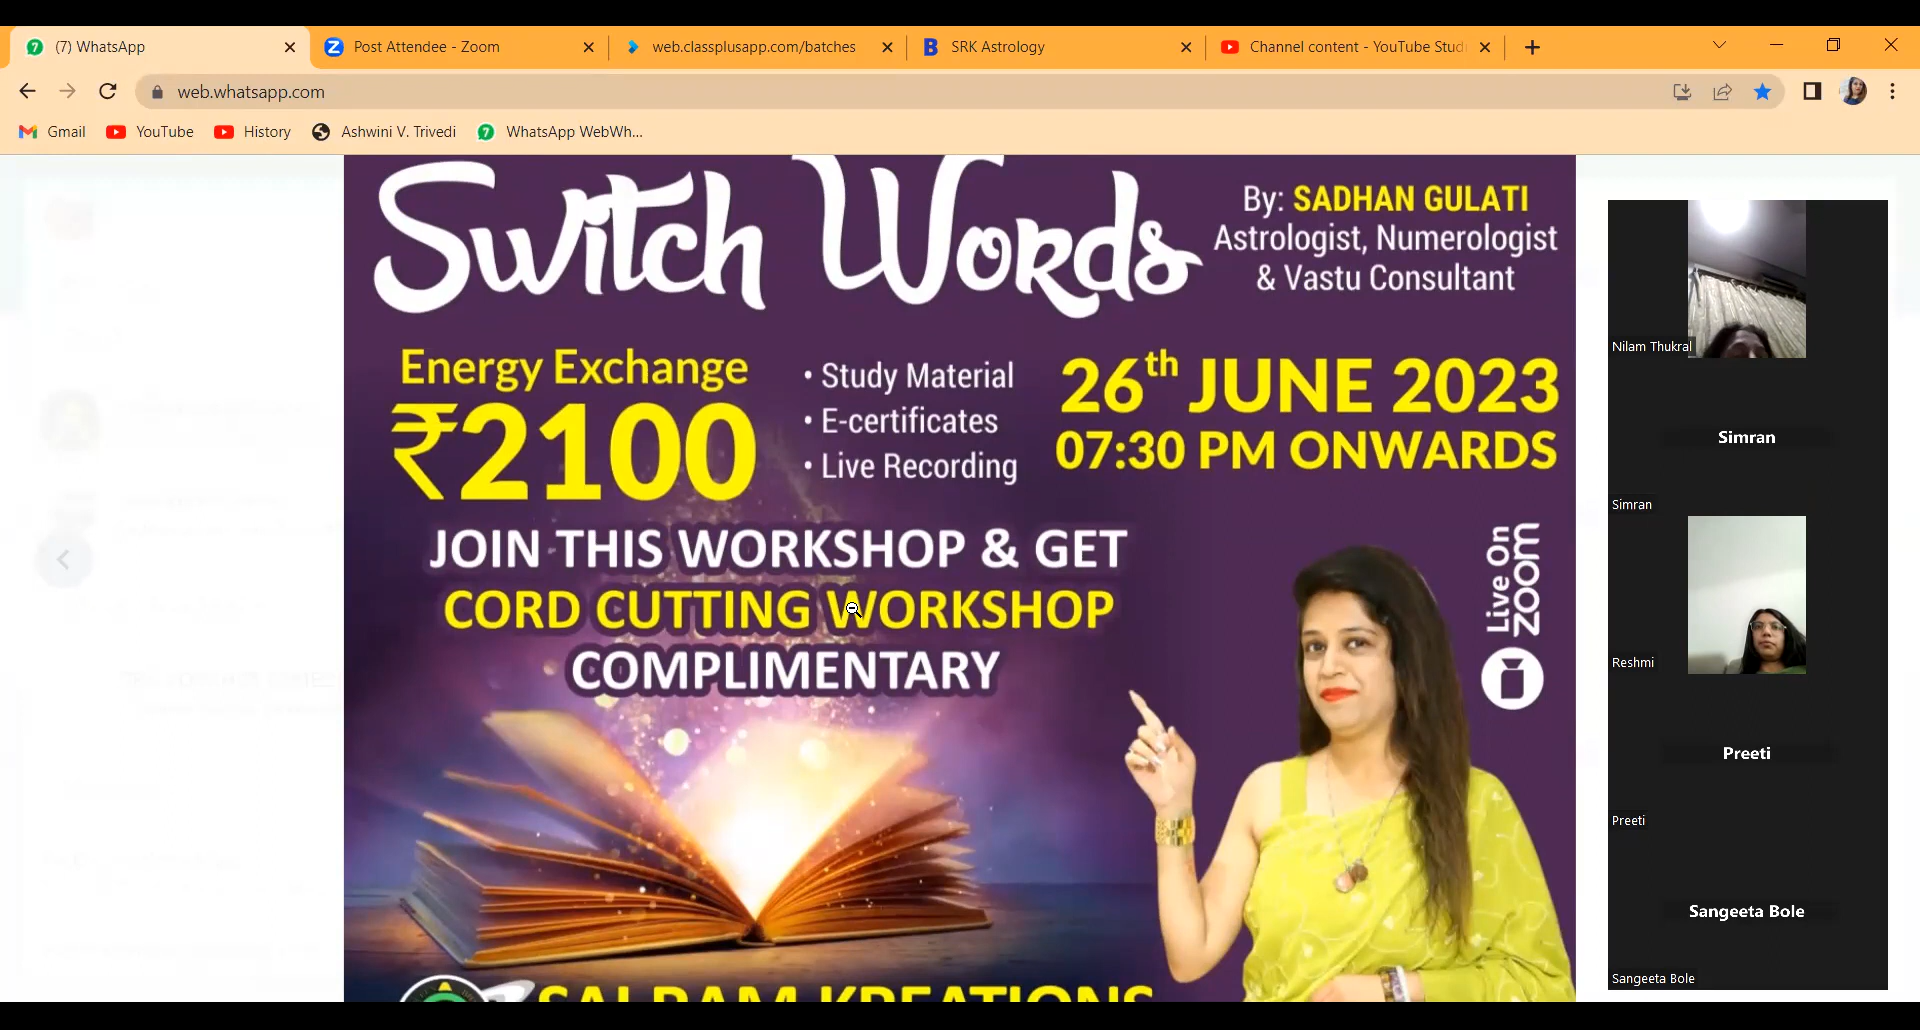 (7) WhatsApp
Post Attendee - Zoom
web.classplusapp.com/batches
SRK Astrology
Channel content - YouTube Stud
web.whatsapp.com
Gmail
YouTube
History
Ashwini V. Trivedi
WhatsApp WebWh...
Switch Words
By: SADHAN GULATI
Astrologist, Numerologist
& Vastu Consultant
Energy Exchange
₹2100
• Study Material
• E-certificates
• Live Recording
26th JUNE 2023
07:30 PM ONWARDS
JOIN THIS WORKSHOP & GET
CORD CUTTING WORKSHOP
COMPLIMENTARY
Live On
zoom
KREATIONS
Nilam Thukral
Simran
Simran
Reshmi
Preeti
Preeti
Sangeeta Bole
Sangeeta Bole